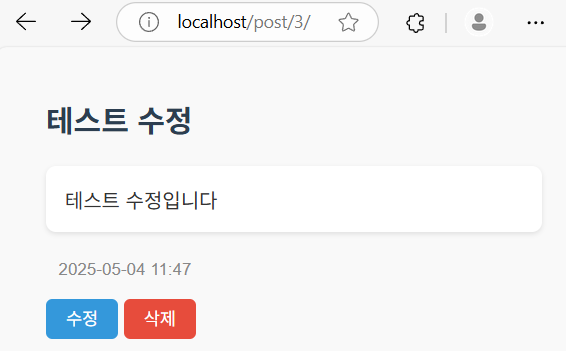 localhost/post/3/
테스트 수정
테스트 수정입니다
2025-05-04 11:47
수정 삭제